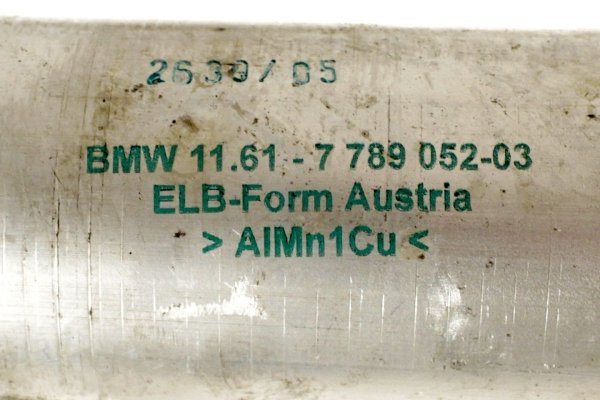 2639/05
BMW 11.61 - 7 789 052-03
ELB-Form Austria
> AlMn1Cu <